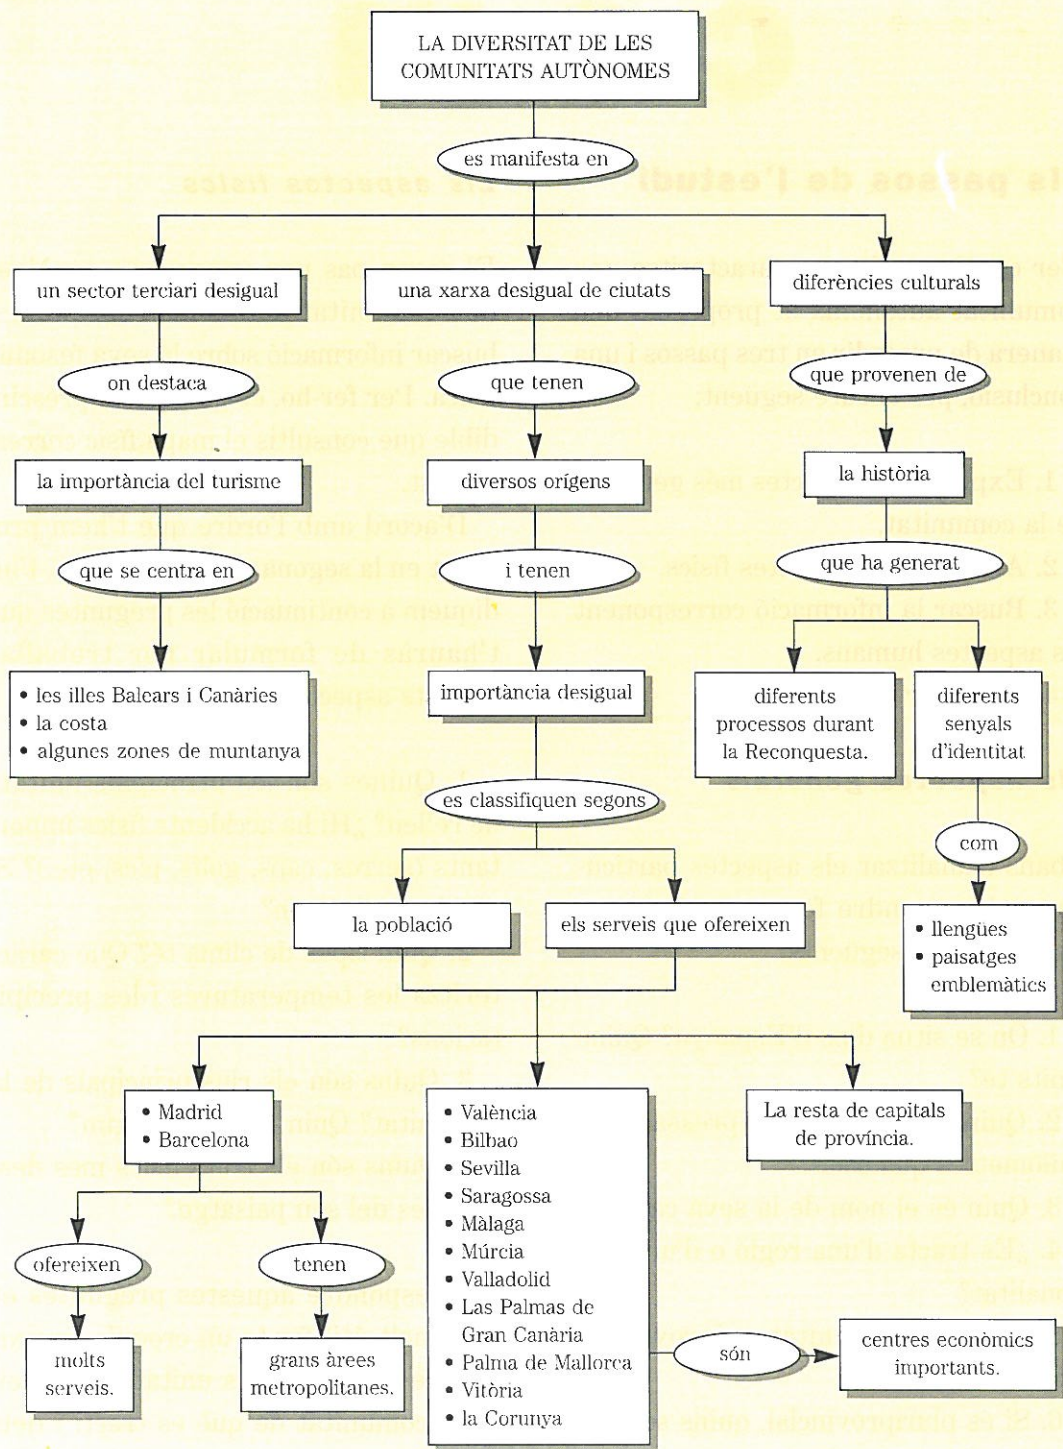 LA DIVERSITAT DE LES
COMUNITATS AUTÒNOMES
es manifesta en
un sector terciari desigual
una xarxa desigual de ciutats
diferències culturals
on destaca
que tenen
que provenen de
la importància del turisme
diversos orígens
la història
que se centra en
i tenen
que ha generat
• les illes Balears i Canàries
• la costa
• algunes zones de muntanya
importància desigual
diferents
processos durant
la Reconquesta.
diferents
senyals
d'identitat
es classifiquen segons
com
la població
els serveis que ofereixen
• llengües
• paisatges
emblemàtics
• Madrid
• Barcelona
• València
• Bilbao
• Sevilla
• Saragossa
• Màlaga
• Múrcia
• Valladolid
• Las Palmas de
Gran Canària
• Palma de Mallorca
• Vitòria
• la Corunya
La resta de capitals
de província.
ofereixen
tenen
molts
serveis.
grans àrees
metropolitanes.
són
centres econòmics
importants.